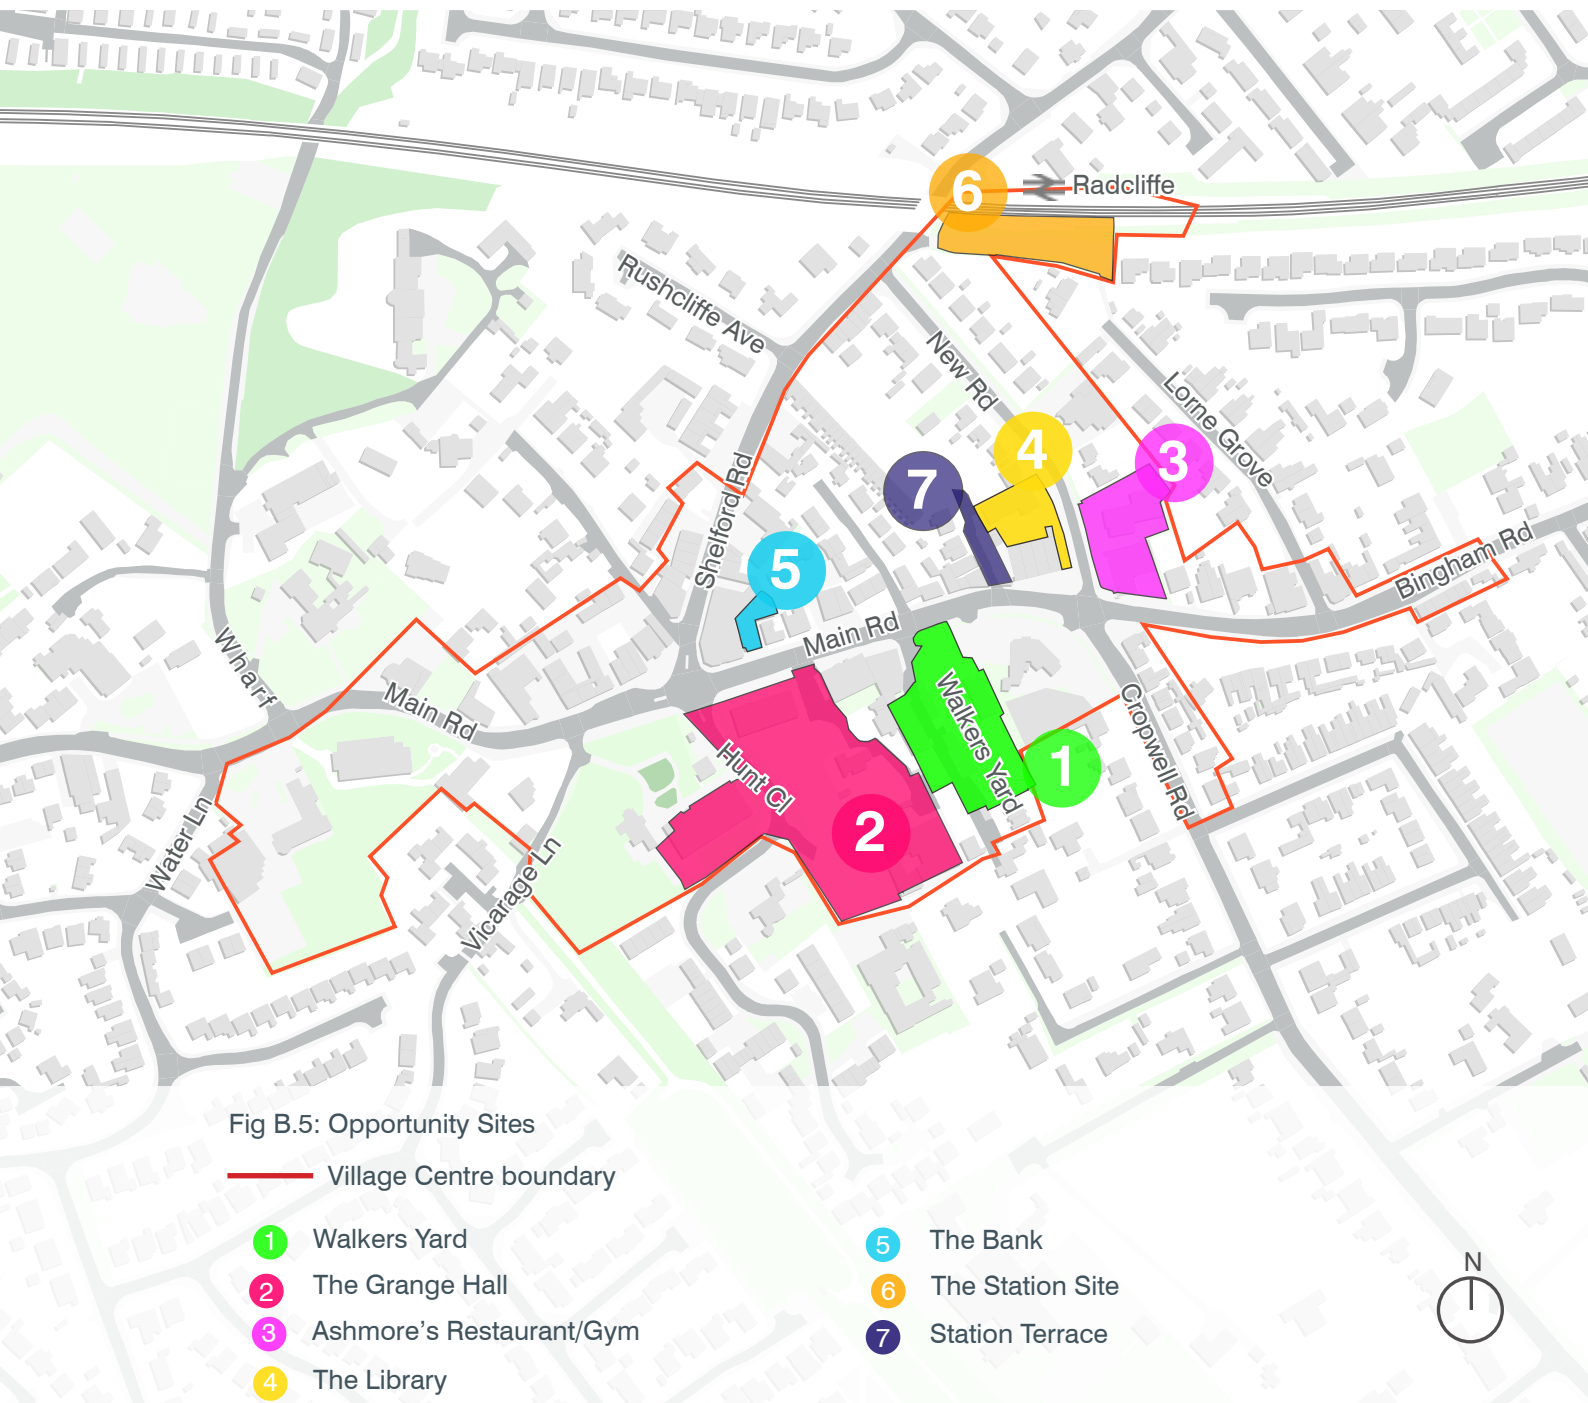 6
Radcliffe
Rushcliffe Ave
New Rd
Lorne Grove
4
3
7
Shelford Rd
5
Bingham Rd
Main Rd
Wharf
Main Rd
Walkers Yard
Cropwell Rd
Hunt Cl
1
2
Water Ln
Vicarage Ln
Fig B.5: Opportunity Sites
Village Centre boundary
1 Walkers Yard
2 The Grange Hall
3 Ashmore’s Restaurant/Gym
4 The Library
5 The Bank
6 The Station Site
7 Station Terrace
N